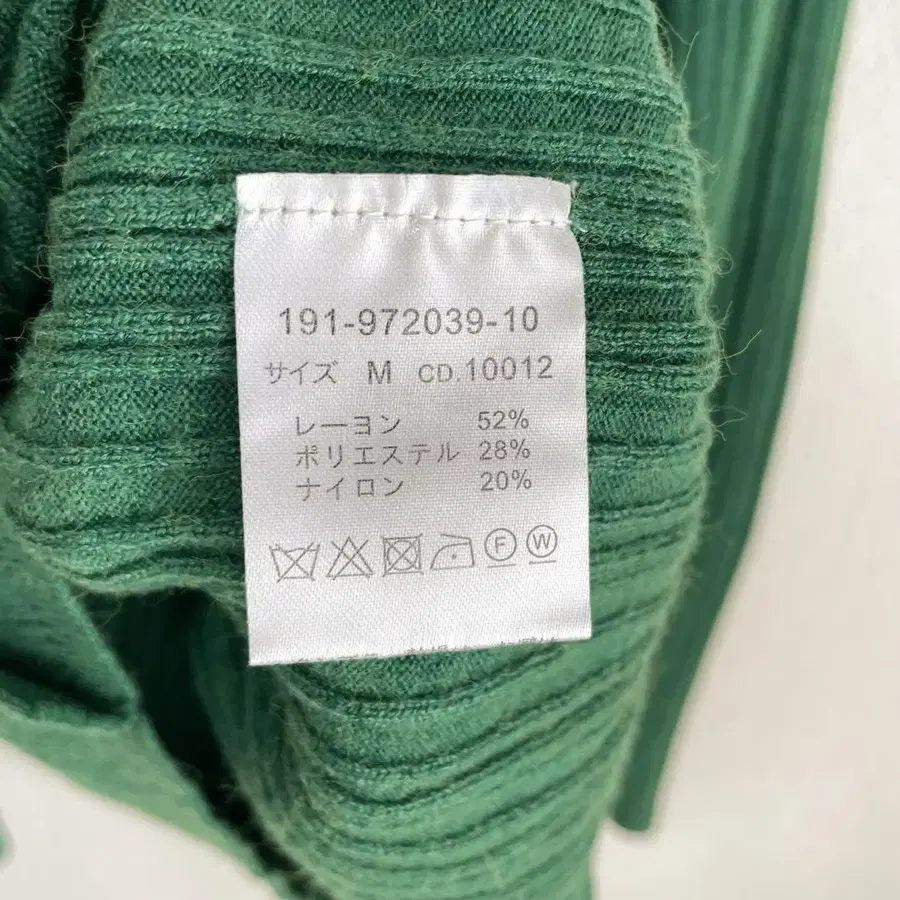 191-972039-10
サイズ M CD.10012
レーヨン 52%
ポリエステル 28%
ナイロン 20%
F W